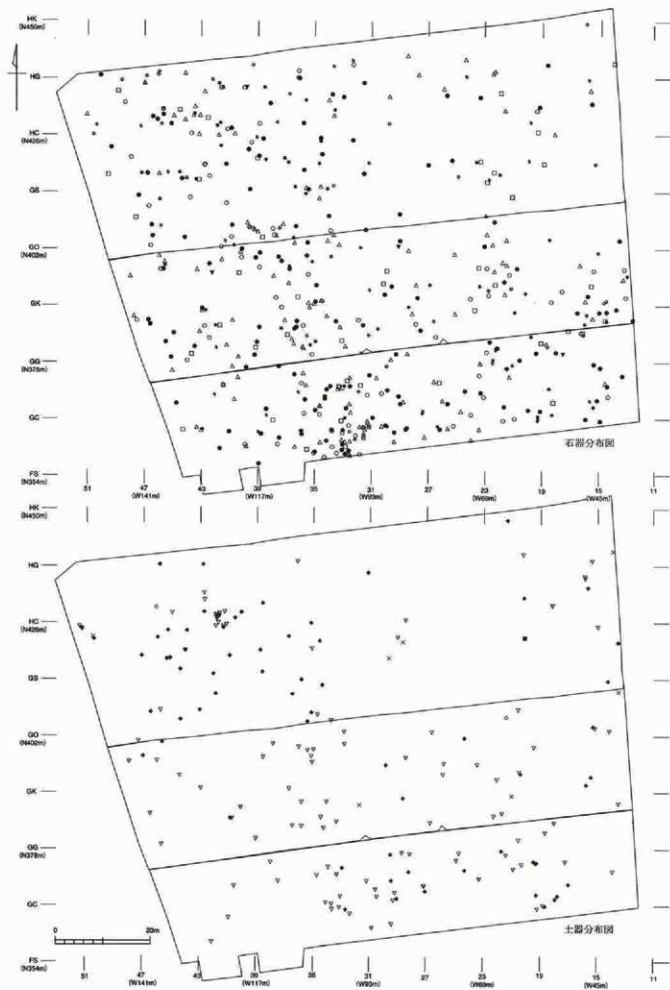 HK
(N450m)
HG
HC
(N426m)
GS
GO
(N402m)
GK
GG
(N378m)
GC
FS
(N354m)
石器分布図
51 47 43 39 35 31 27 23 19 15 11
(W141m) (W117m) (W93m) (W69m) (W45m)
HK
(N450m)
HG
HC
(N426m)
GS
GO
(N402m)
GK
GG
(N378m)
GC
0 20m
土器分布図
FS
(N354m)
51 47 43 39 35 31 27 23 19 15 11
(W141m) (W117m) (W93m) (W69m) (W45m)